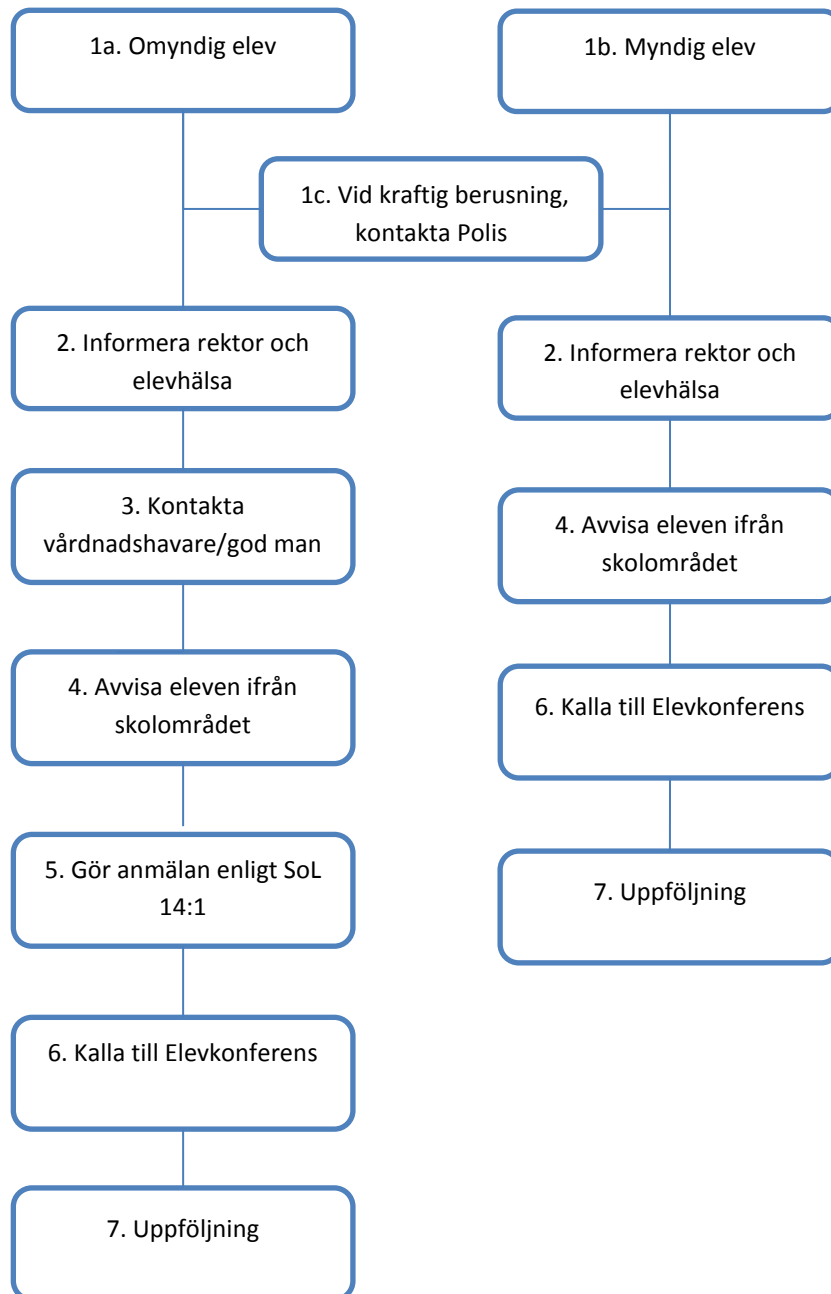 1a. Omyndig elev
1b. Myndig elev
1c. Vid kraftig berusning,
kontakta Polis
2. Informera rektor och
elevhälsa
2. Informera rektor och
elevhälsa
3. Kontakta
vårdnadshavare/god man
4. Avvisa eleven ifrån
skolområdet
4. Avvisa eleven ifrån
skolområdet
6. Kalla till Elevkonferens
5. Gör anmälan enligt SoL
14:1
7. Uppföljning
6. Kalla till Elevkonferens
7. Uppföljning